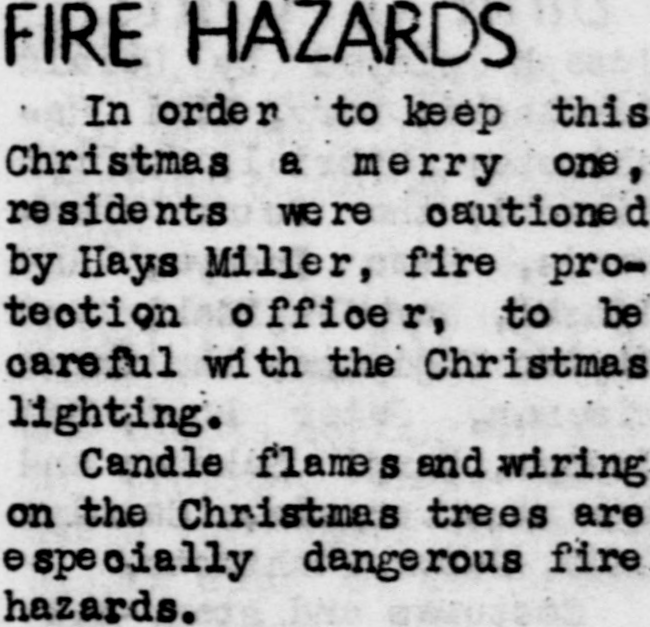 FIRE HAZARDS
In order to keep this
Christmas a merry one,
residents were cautioned
by Hays Miller, fire pro-
tection officer, to be
careful with the Christmas
lighting.
Candle flames and wiring
on the Christmas trees are
especially dangerous fire
hazards.